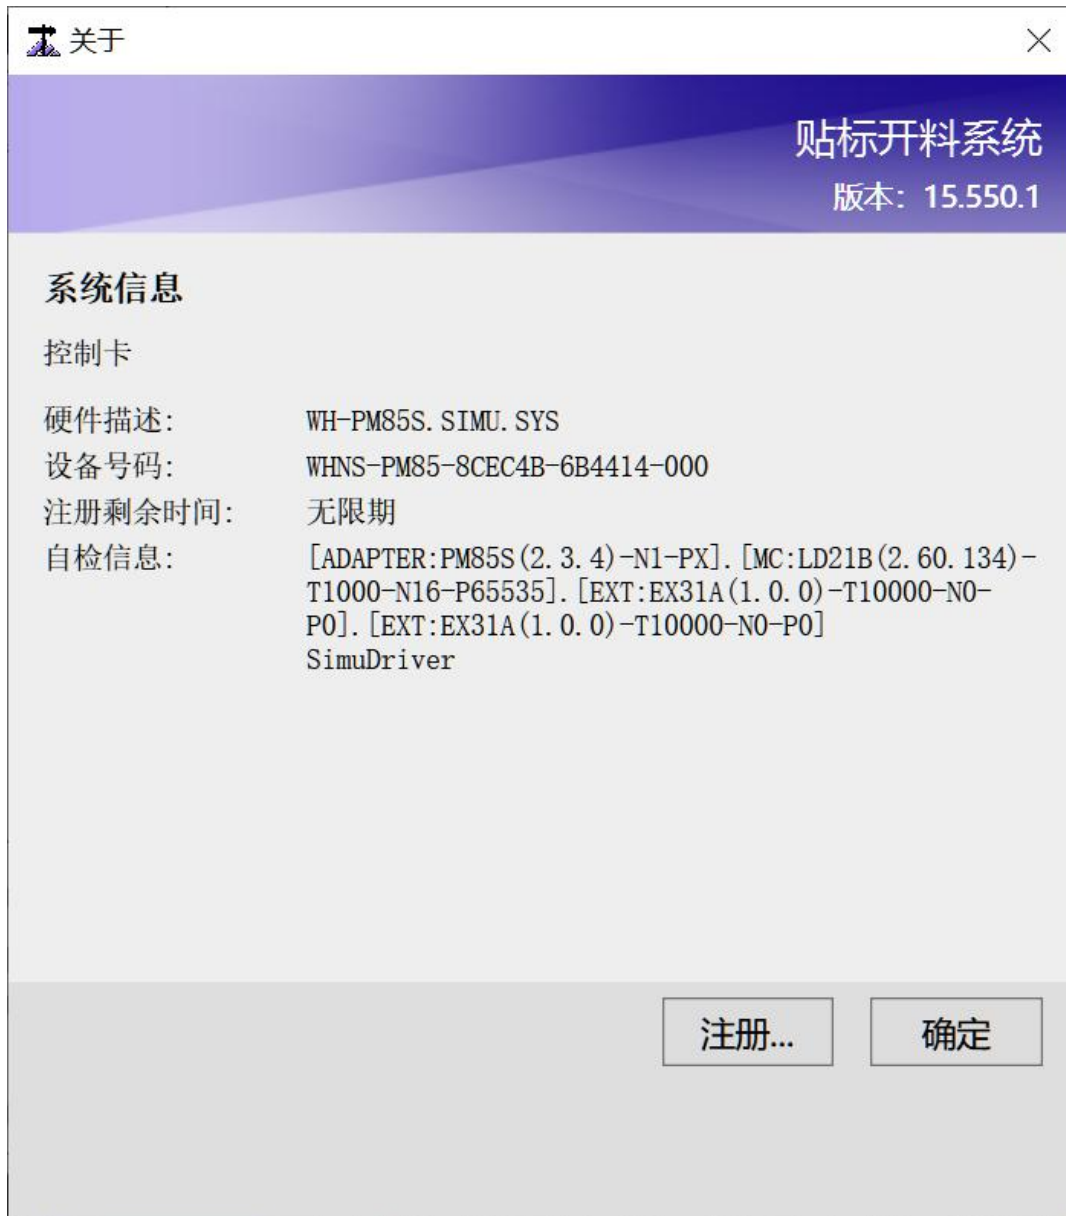 关于
贴标开料系统
版本：15.550.1
系统信息
控制卡
硬件描述: WH-PM85S.SIMU.SYS
设备号码: WHNS-PM85-8CEC4B-6B4414-000
注册剩余时间: 无限期
自检信息: [ADAPTER:PM85S(2.3.4)-N1-PX].[MC:LD21B(2.60.134)-
T1000-N16-P65535].[EXT:EX31A(1.0.0)-T10000-N0-
P0].[EXT:EX31A(1.0.0)-T10000-N0-P0]
SimuDriver
注册... 确定